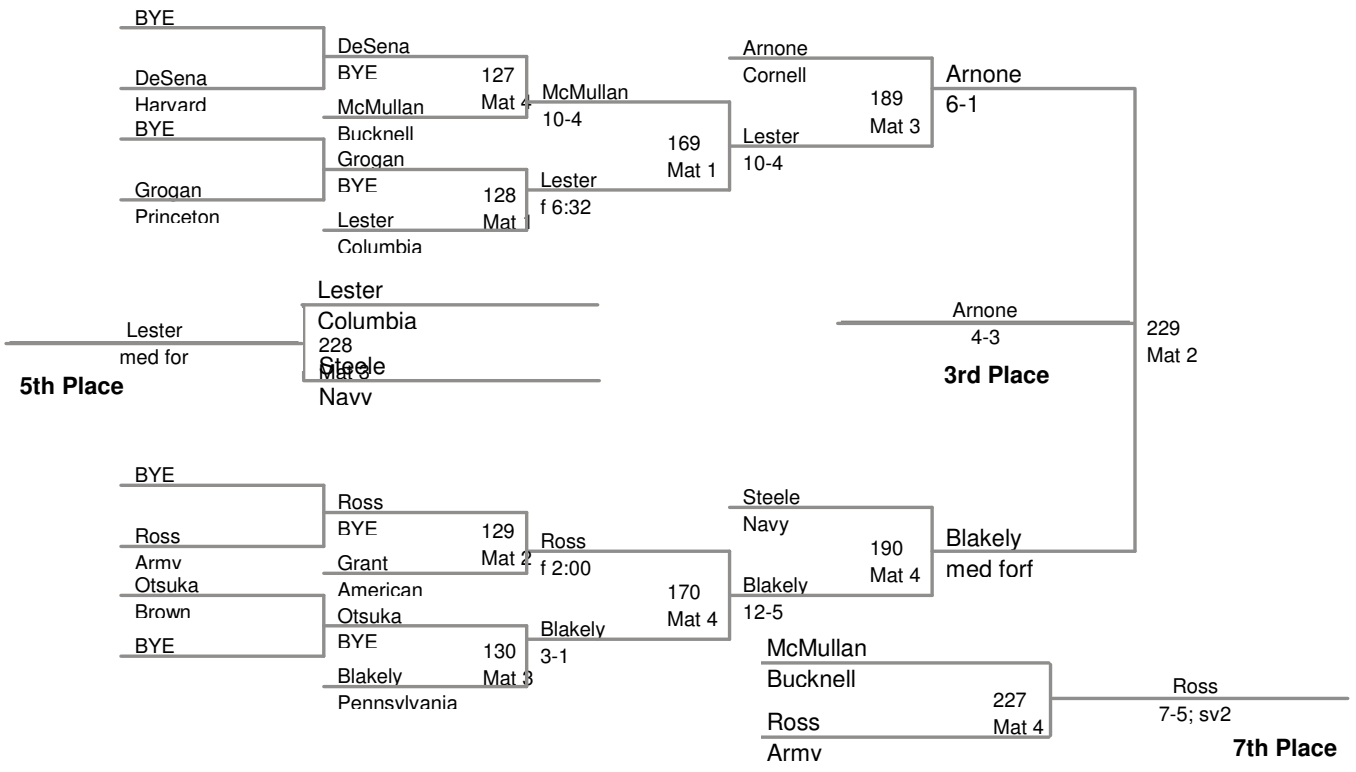 BYE
DeSena
Harvard
BYE
Grogan
Princeton
DeSena
BYE
127
Mat 4
McMullan
Bucknell
Grogan
BYE
128
Mat 1
Lester
Columbia
McMullan
10-4
Lester
f 6:32
169
Mat 1
Arnone
Cornell
Lester
10-4
189
Mat 3
Arnone
6-1
Lester
med for
5th Place
Lester
Columbia
228
Mat 3
Steele
Navy
Arnone
4-3
3rd Place
229
Mat 2
BYE
Ross
Army
Otsuka
Brown
BYE
Ross
BYE
129
Mat 2
Grant
American
Otsuka
BYE
130
Mat 3
Blakely
Pennsylvania
Ross
f 2:00
Blakely
3-1
170
Mat 4
Steele
Navy
Blakely
12-5
190
Mat 4
Blakely
med forf
McMullan
Bucknell
Ross
Army
227
Mat 4
Ross
7-5; sv2
7th Place